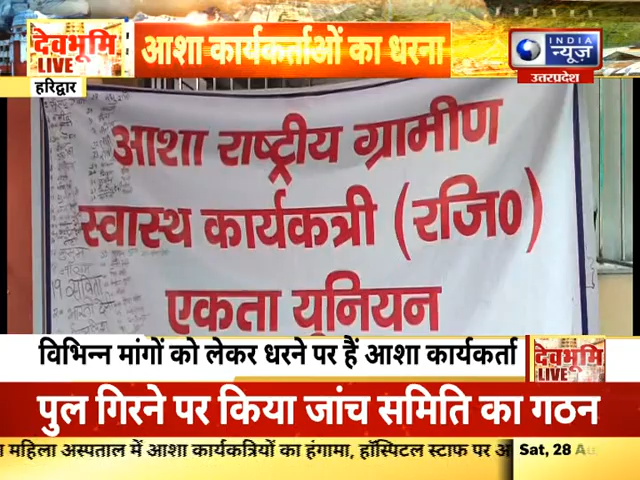 देवभूमि
LIVE
हरिद्वार
आशा कार्यकर्ताओं का धरना
INDIA
न्यूज़
उत्तरप्रदेश
आशा राष्ट्रीय ग्रामीण
स्वास्थ कार्यकत्री (रजि०)
एकता यूनियन
विभिन्न मांगों को लेकर धरने पर हैं आशा कार्यकर्ता
देवभूमि
LIVE
पुल गिरने पर किया जांच समिति का गठन
महिला अस्पताल में आशा कार्यकत्रियों का हंगामा, हॉस्पिटल स्टाफ पर
Sat, 28